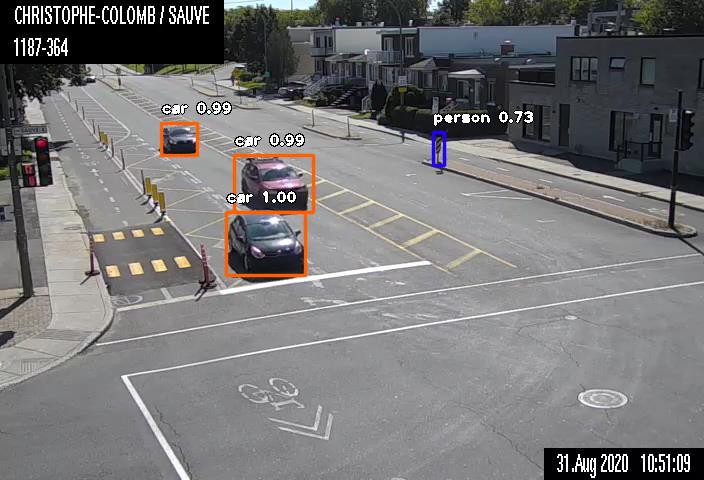 CHRISTOPHE-COLOMB / SAUVE
1187-364
car 0.99
person 0.73
car 0.99
car 1.00
31.Aug 2020 10:51:09